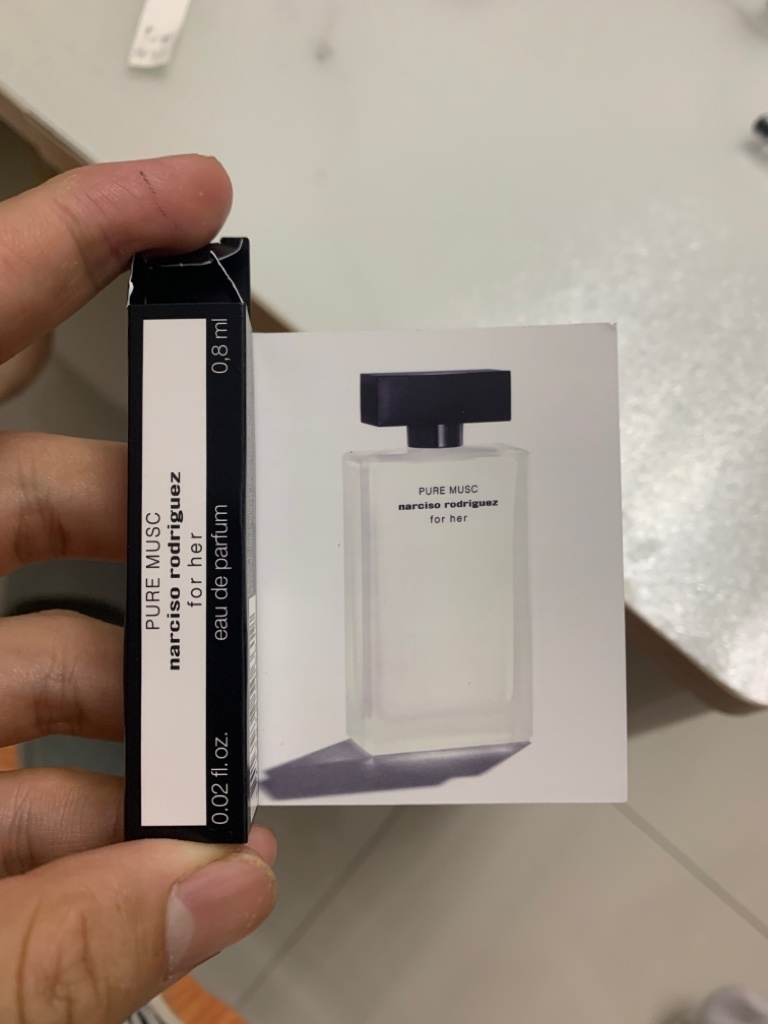 PURE MUSC
narciso rodriguez
for her
0.02 fl. oz. eau de parfum 0,8 ml
PURE MUSC
narciso rodriguez
for her